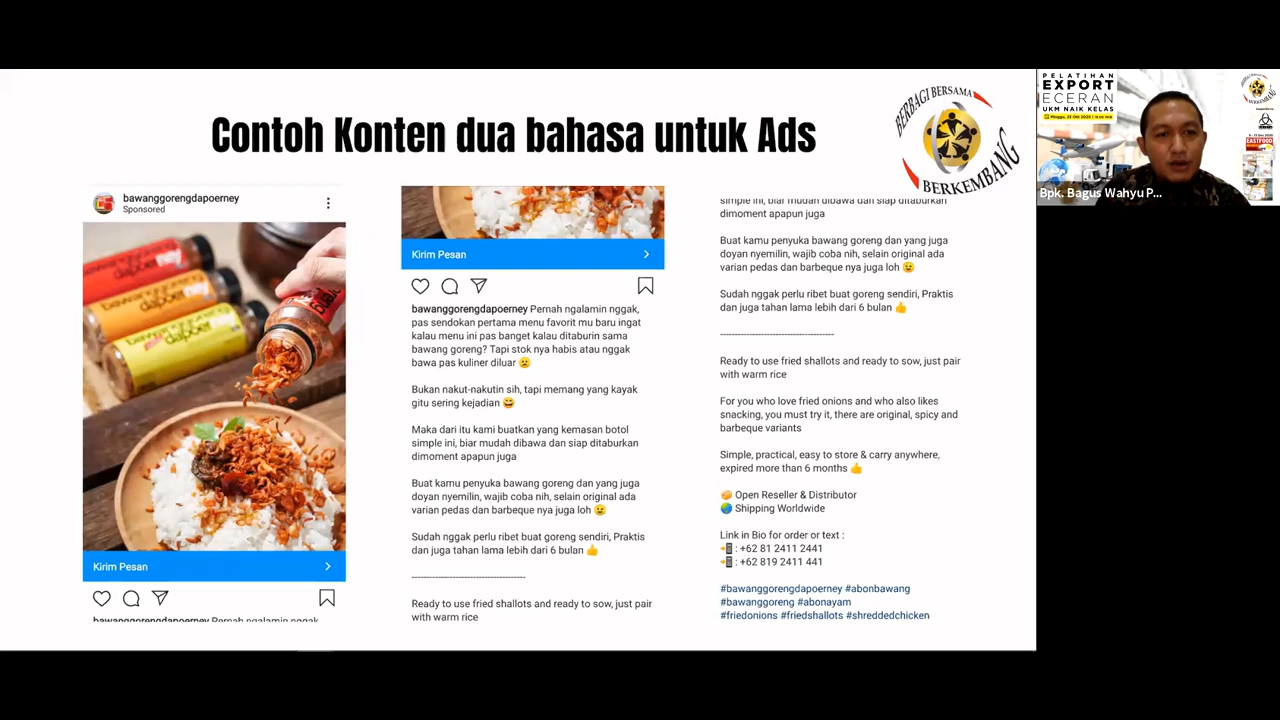 Contoh Konten dua bahasa untuk Ads
BERBAGI BERSAMA
BERKEMBANG
bawanggorengdapoerney
Sponsored
Kirim Pesan
bawanggorengdapoerney Pernah ngalamin nggak,
Kirim Pesan
bawanggorengdapoerney Pernah ngalamin nggak,
pas sendokan pertama menu favorit mu baru ingat
kalau menu ini pas banget kalau ditaburin sama
bawang goreng? Tapi stok nya habis atau nggak
bawa pas kuliner diluar 😟
Bukan nakut-nakutin sih, tapi memang yang kayak
gitu sering kejadian 😄
Maka dari itu kami buatkan yang kemasan botol
simple ini, biar mudah dibawa dan siap ditaburkan
dimoment apapun juga
Buat kamu penyuka bawang goreng dan yang juga
doyan nyemilin, wajib coba nih, selain original ada
varian pedas dan barbeque nya juga loh 😉
Sudah nggak perlu ribet buat goreng sendiri, Praktis
dan juga tahan lama lebih dari 6 bulan 👍
--------------------------------------
Ready to use fried shallots and ready to sow, just pair
with warm rice
simple ini, biar mudah dibawa dan siap ditaburkan
dimoment apapun juga
Buat kamu penyuka bawang goreng dan yang juga
doyan nyemilin, wajib coba nih, selain original ada
varian pedas dan barbeque nya juga loh 😉
Sudah nggak perlu ribet buat goreng sendiri, Praktis
dan juga tahan lama lebih dari 6 bulan 👍
--------------------------------------
Ready to use fried shallots and ready to sow, just pair
with warm rice
For you who love fried onions and who also likes
snacking, you must try it, there are original, spicy and
barbeque variants
Simple, practical, easy to store & carry anywhere,
expired more than 6 months 👍
📦 Open Reseller & Distributor
🌏 Shipping Worldwide
Link in Bio for order or text :
📲 : +62 81 2411 2441
📲 : +62 819 2411 441
#bawanggorengdapoerney #abonbawang
#bawanggoreng #abonayam
#friedonions #friedshallots #shreddedchicken
PELATIHAN
EXPORT
ECERAN
UKM NAIK KELAS
EASTFOOD
Bpk. Bagus Wahyu P...